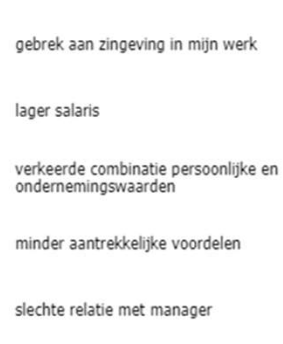 gebrek aan zingeving in mijn werk
lager salaris
verkeerde combinatie persoonlijke en
ondernemingswaarden
minder aantrekkelijke voordelen
slechte relatie met manager